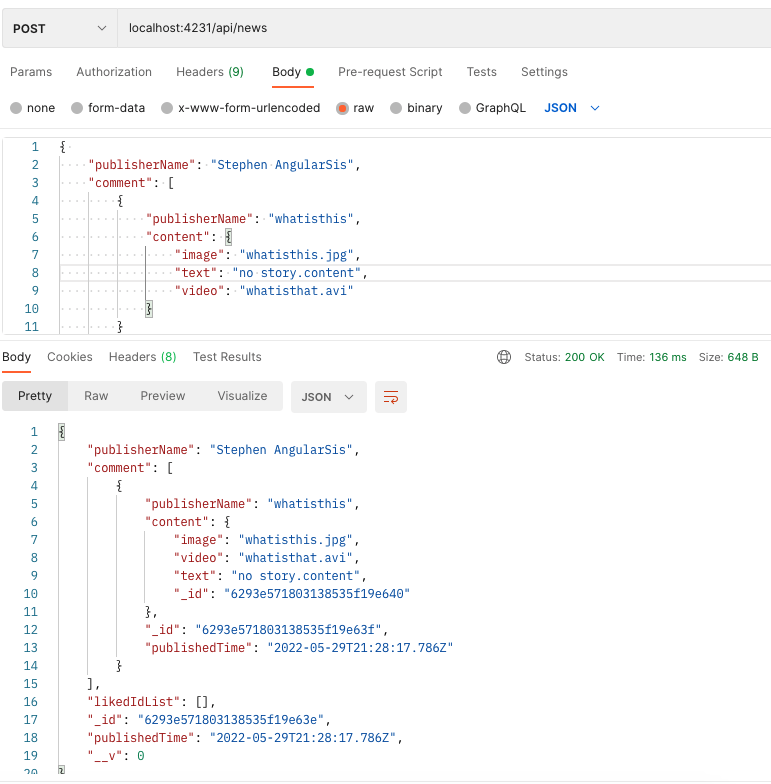 POST localhost:4231/api/news
Params Authorization Headers (9) Body Pre-request Script Tests Settings
none form-data x-www-form-urlencoded raw binary GraphQL JSON
1 {
2 "publisherName": "Stephen AngularSis",
3 "comment": [
4 {
5 "publisherName": "whatisthis",
6 "content": {
7 "image": "whatisthis.jpg",
8 "text": "no story.content",
9 "video": "whatisthat.avi"
10 }
11 }
Body Cookies Headers (8) Test Results Status: 200 OK Time: 136 ms Size: 648 B
Pretty Raw Preview Visualize JSON
1 {
2 "publisherName": "Stephen AngularSis",
3 "comment": [
4 {
5 "publisherName": "whatisthis",
6 "content": {
7 "image": "whatisthis.jpg",
8 "video": "whatisthat.avi",
9 "text": "no story.content",
10 "_id": "6293e571803138535f19e640"
11 },
12 "_id": "6293e571803138535f19e63f",
13 "publishedTime": "2022-05-29T21:28:17.786Z"
14 }
15 ],
16 "likedIdList": [],
17 "_id": "6293e571803138535f19e63e",
18 "publishedTime": "2022-05-29T21:28:17.786Z",
19 "__v": 0
20 }